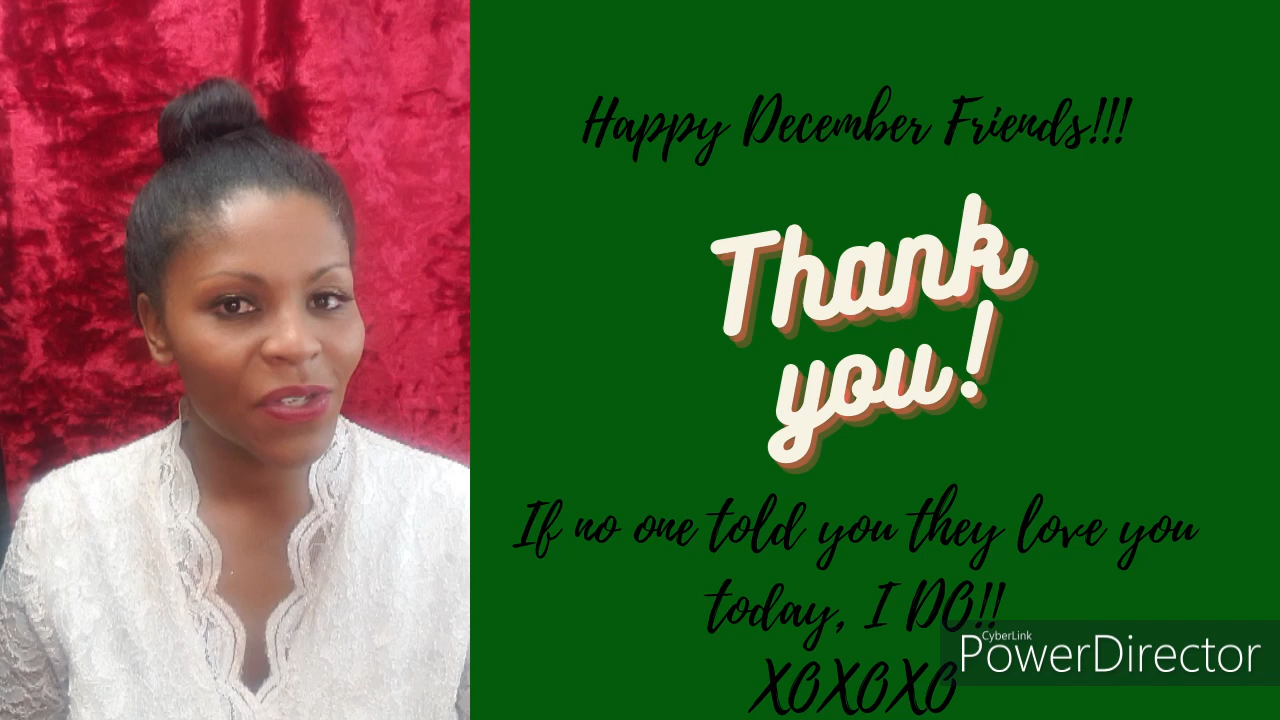 Happy December Friends!!!
Thank
you!
If no one told you they love you
today, I DO!!
XOXOXO
CyberLink
PowerDirector